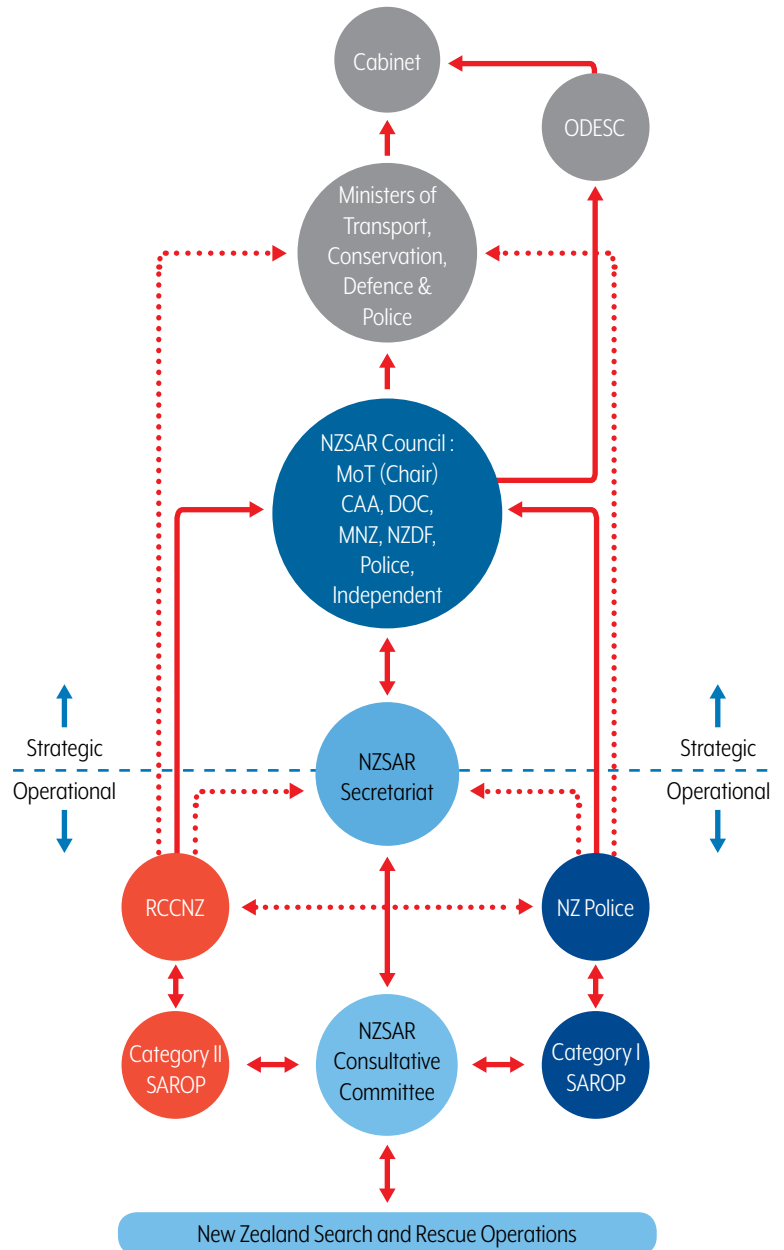 Cabinet
ODESC
Ministers of
Transport,
Conservation,
Defence &
Police
NZSAR Council :
MoT (Chair)
CAA, DOC,
MNZ, NZDF,
Police,
Independent
Strategic
Operational
NZSAR
Secretariat
Strategic
Operational
RCCNZ
NZ Police
Category II
SAROP
NZSAR
Consultative
Committee
Category I
SAROP
New Zealand Search and Rescue Operations